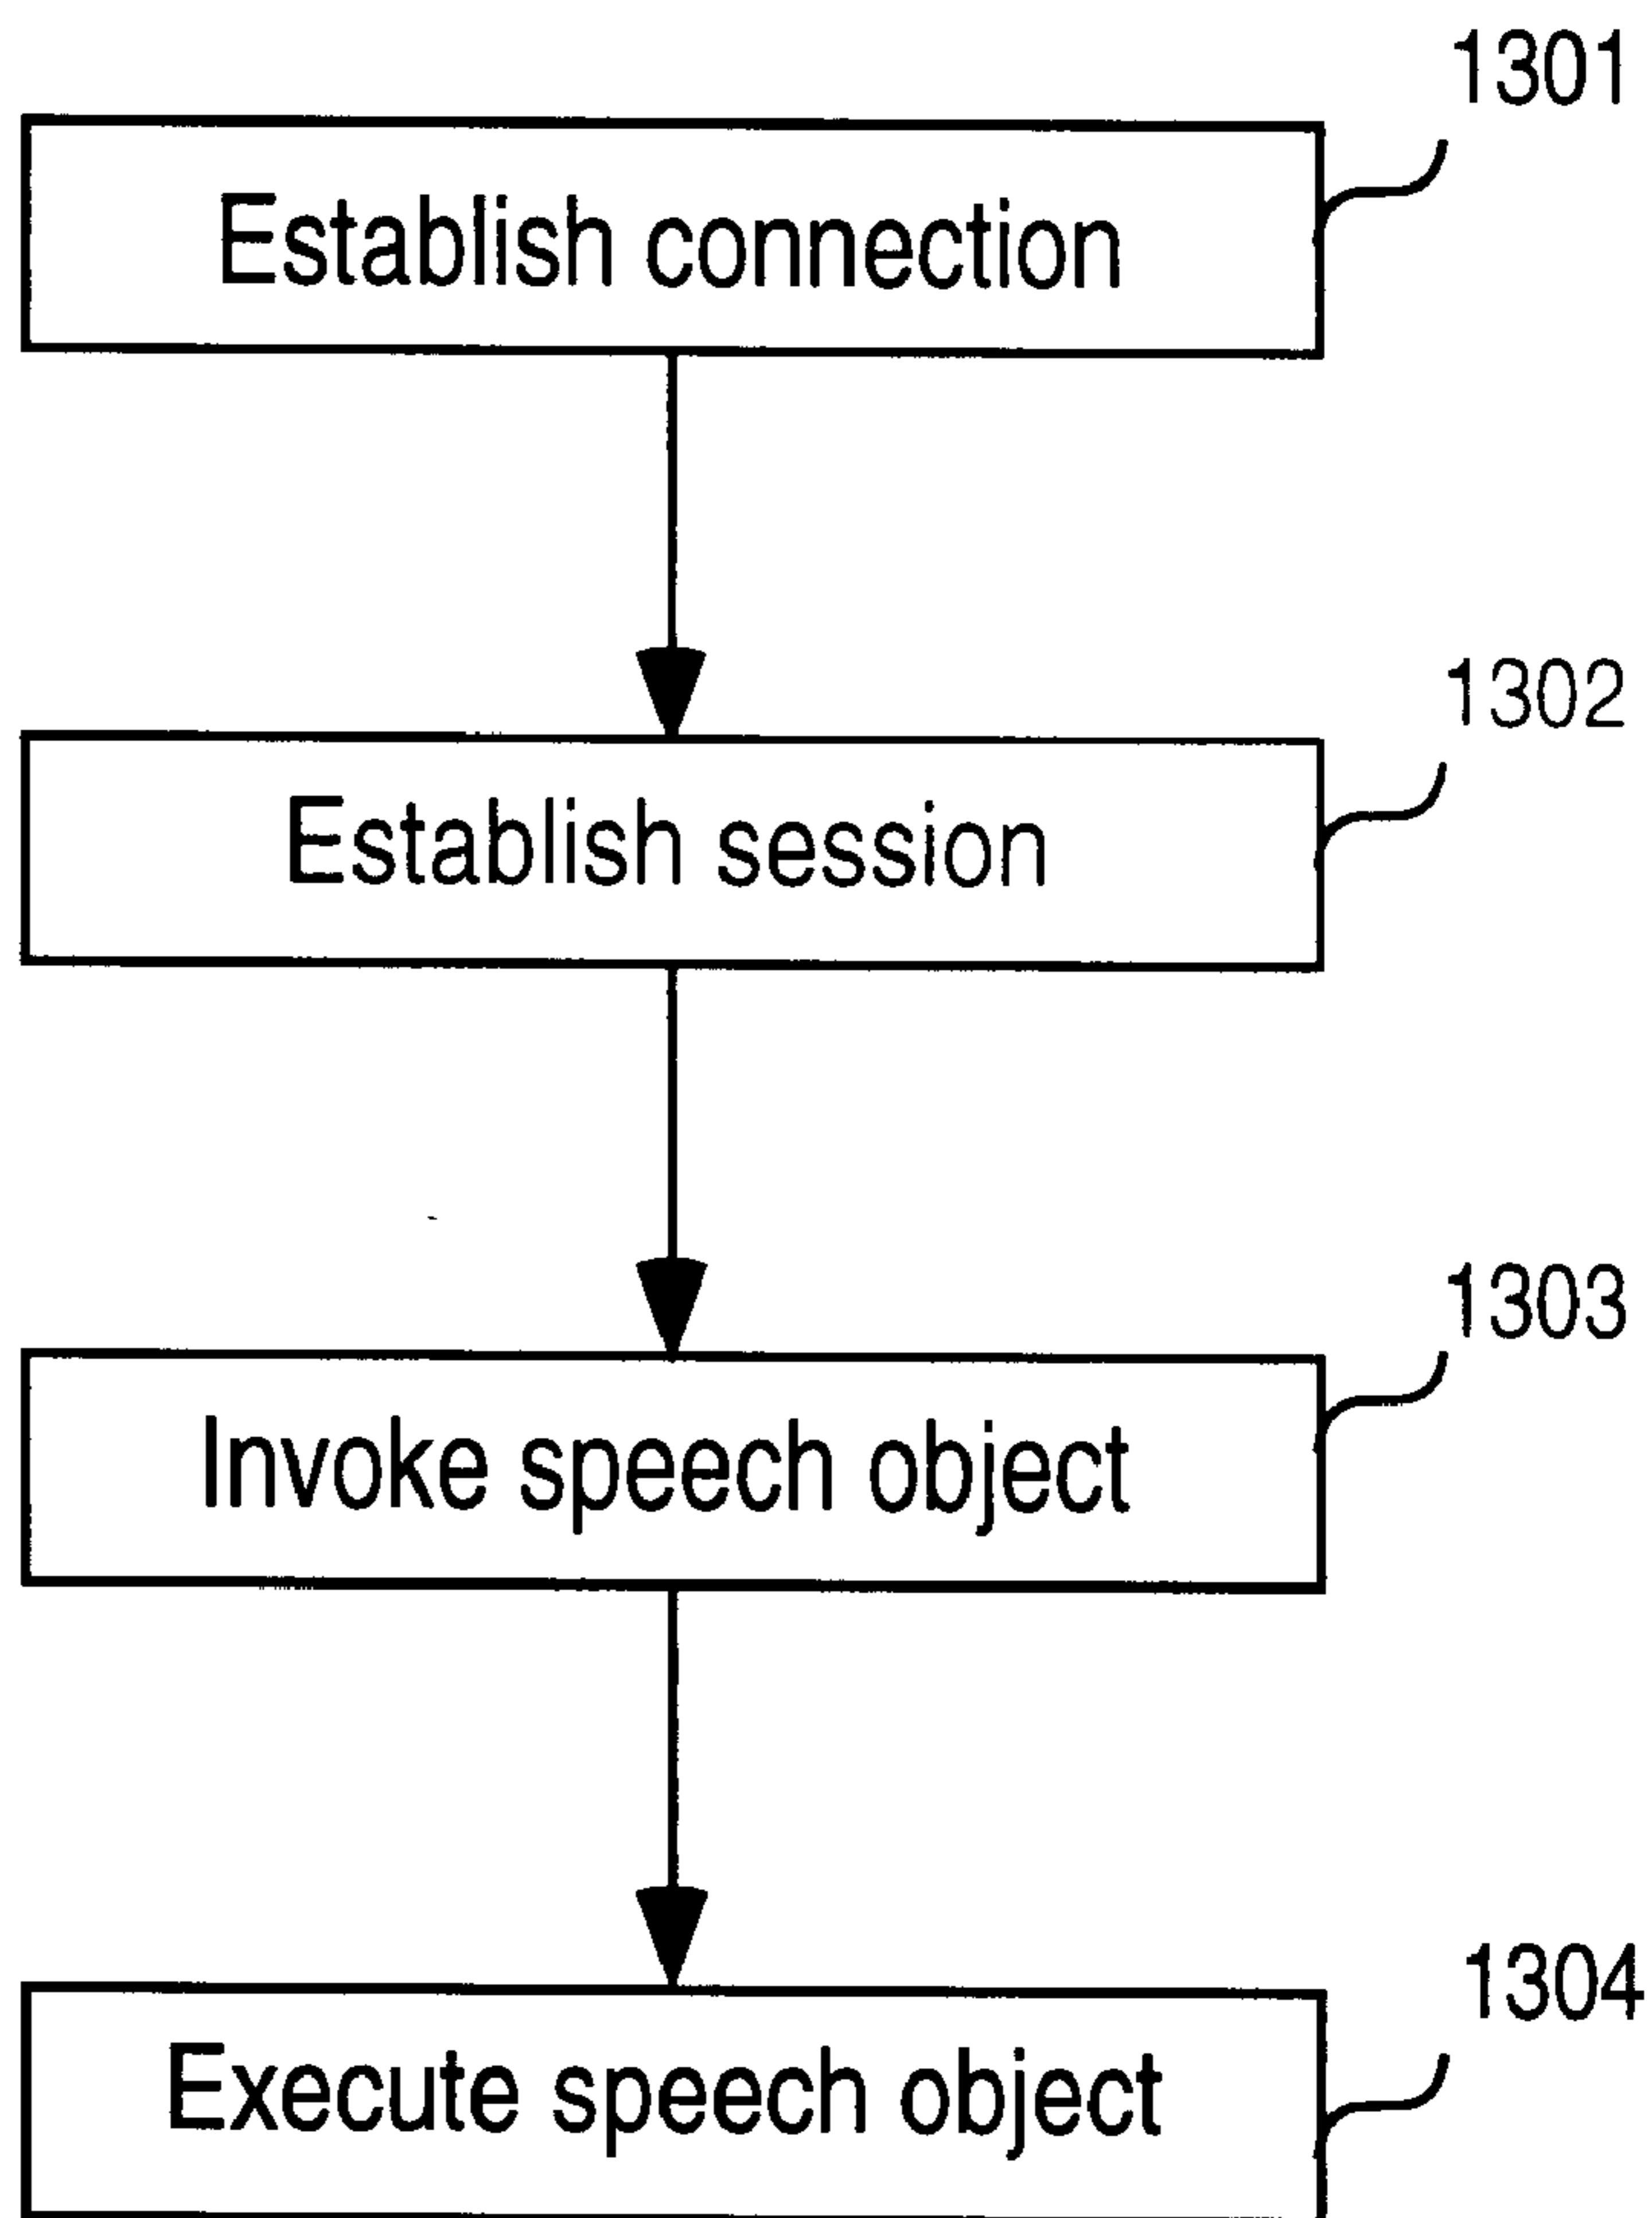 1301
Establish connection
1302
Establish session
1303
Invoke speech object
1304
Execute speech object